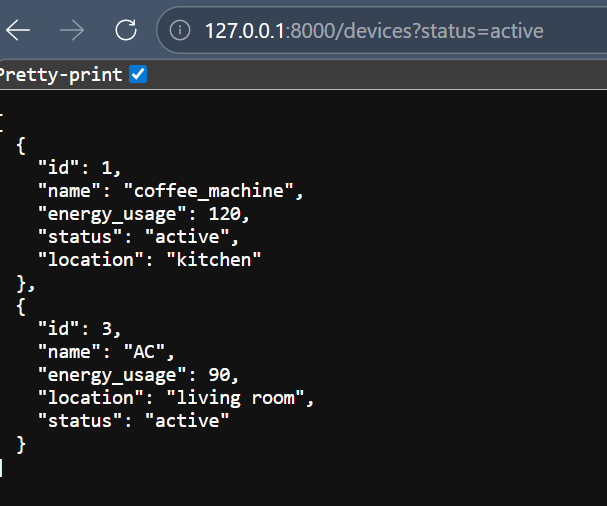 127.0.0.1:8000/devices?status=active
Pretty-print
[
{
"id": 1,
"name": "coffee_machine",
"energy_usage": 120,
"status": "active",
"location": "kitchen"
},
{
"id": 3,
"name": "AC",
"energy_usage": 90,
"location": "living room",
"status": "active"
}
]